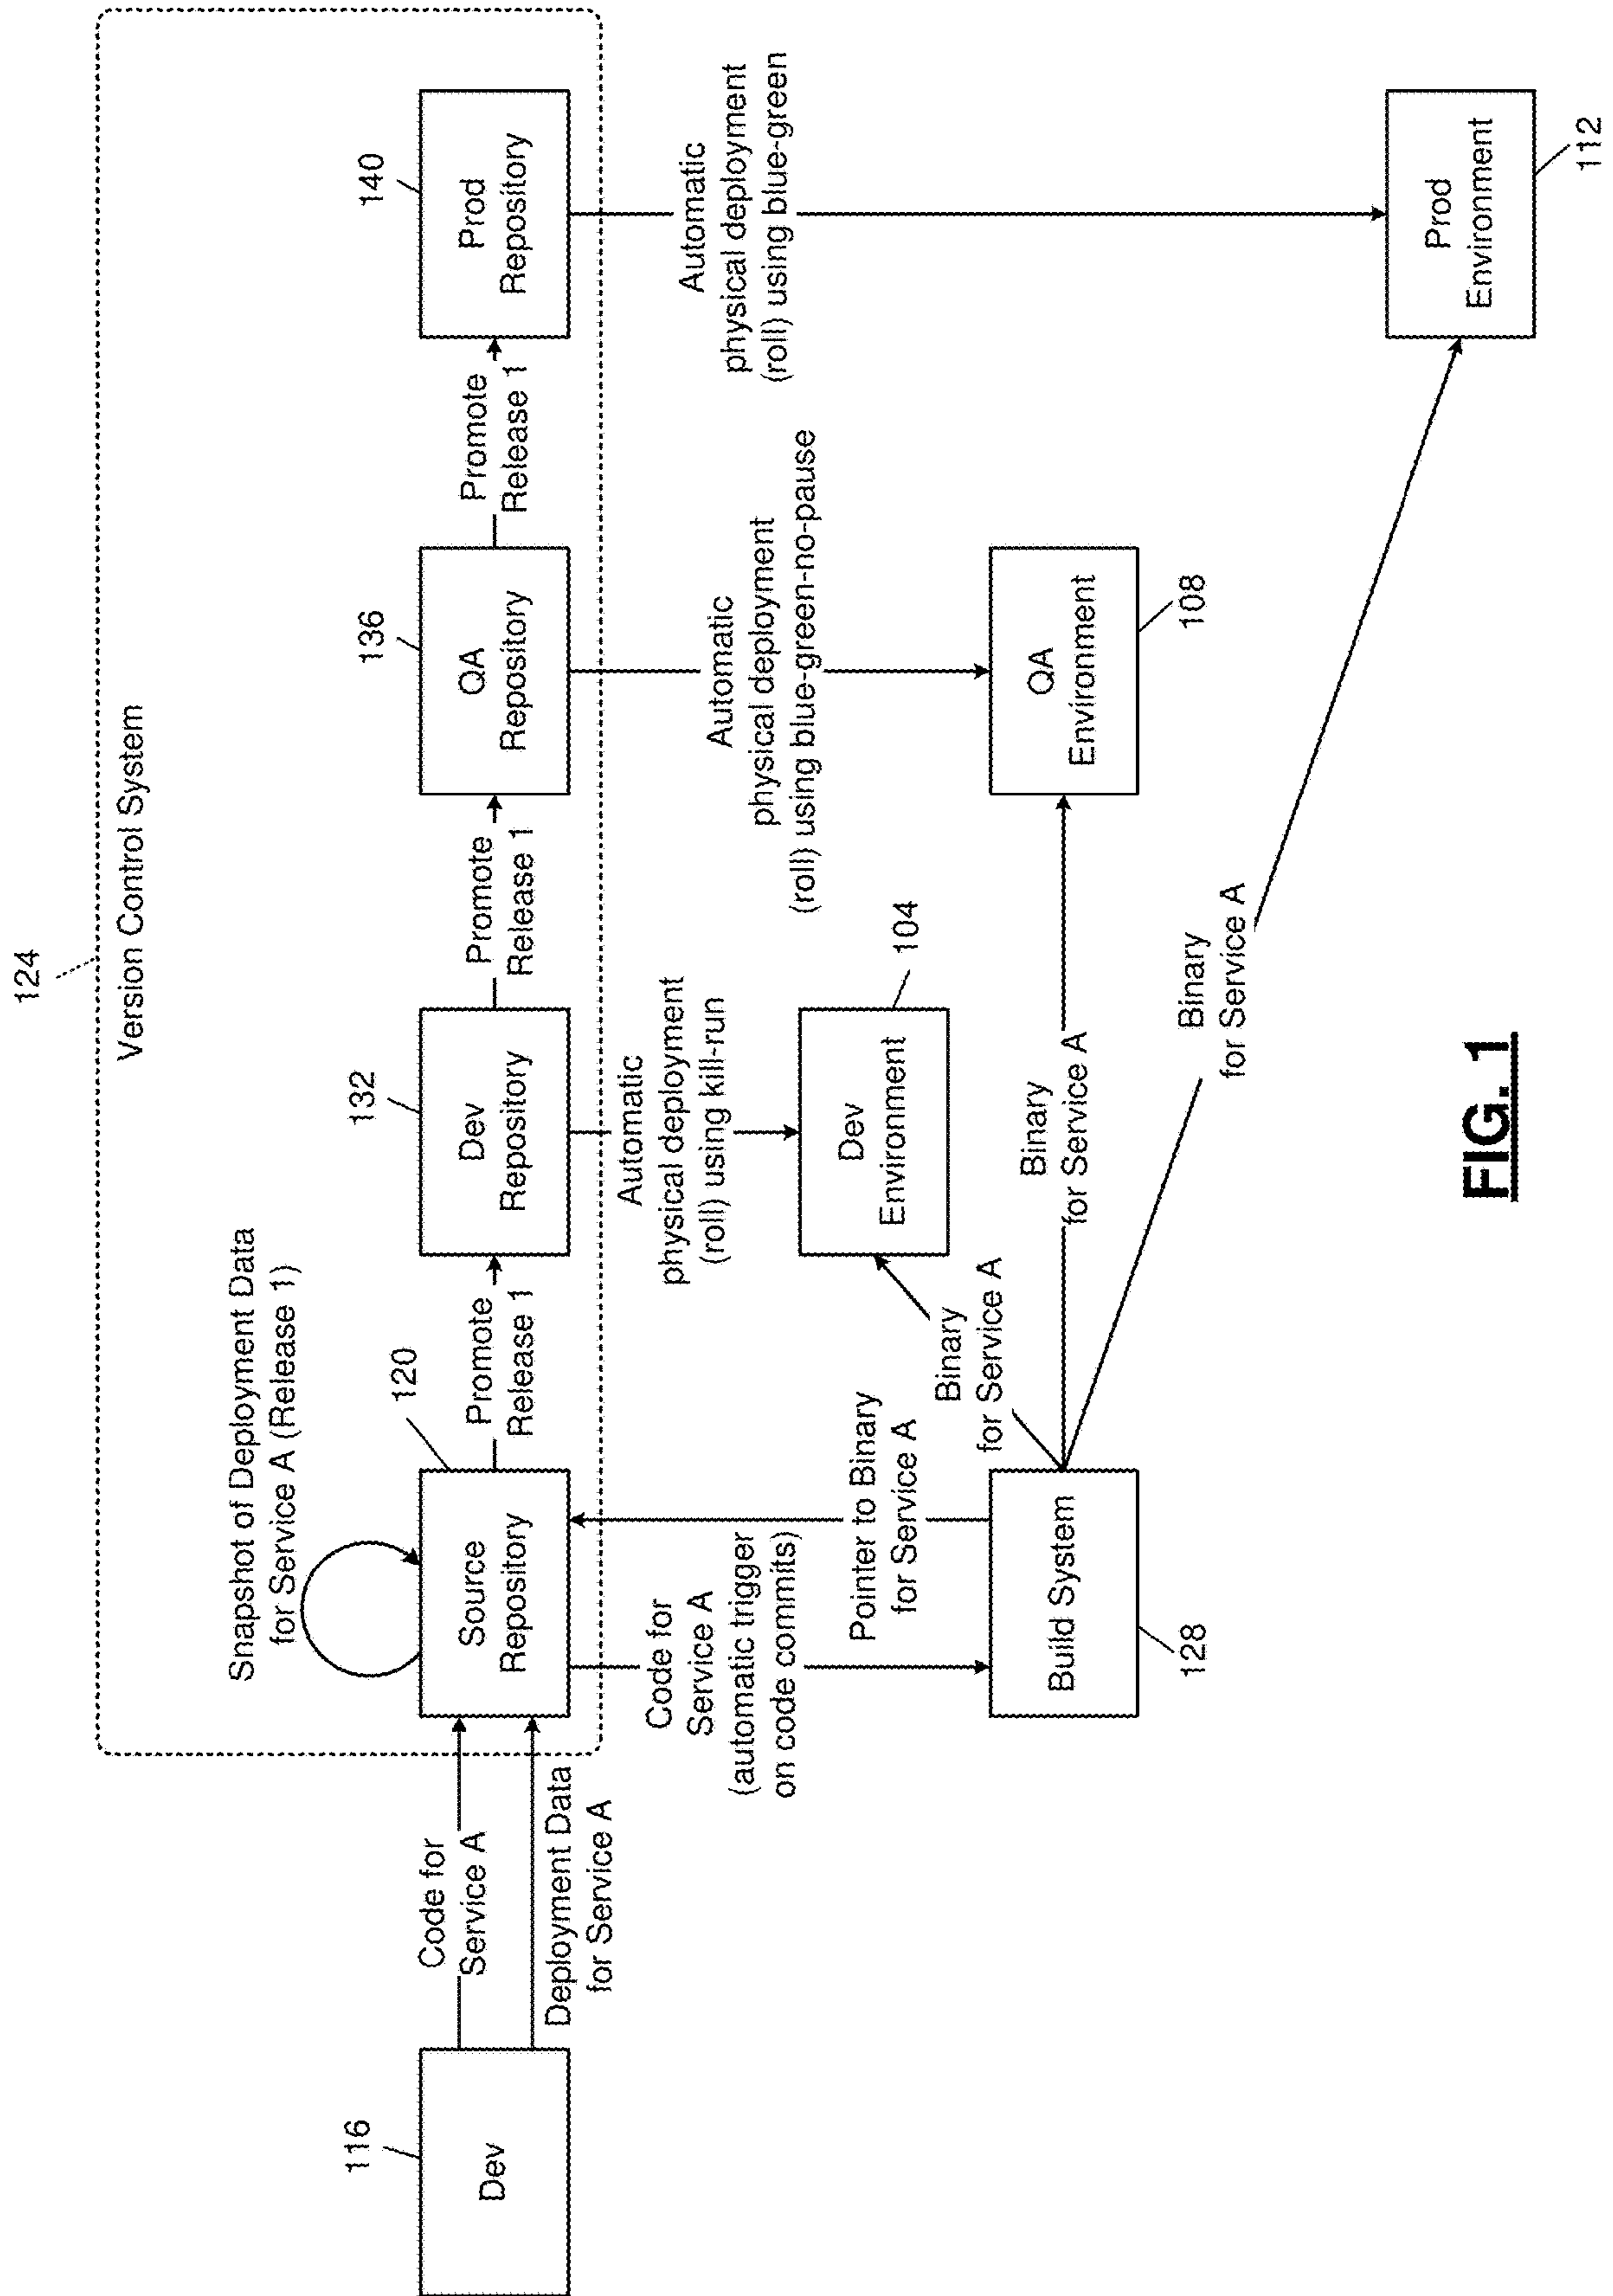 124
Version Control System
Snapshot of Deployment Data
for Service A (Release 1)
116
Dev
Code for
Service A
Deployment Data
for Service A
120
Source
Repository
Promote
Release 1
132
Dev
Repository
Promote
Release 1
136
QA
Repository
Promote
Release 1
140
Prod
Repository
Code for
Service A
(automatic trigger
on code commits)
Pointer to Binary
for Service A
Automatic
physical deployment
(roll) using kill-run
Automatic
physical deployment
(roll) using blue-green-no-pause
Automatic
physical deployment
(roll) using blue-green
Build System
128
Binary
for Service A
Dev
Environment
104
Binary
for Service A
QA
Environment
108
Binary
for Service A
Prod
Environment
112
FIG. 1